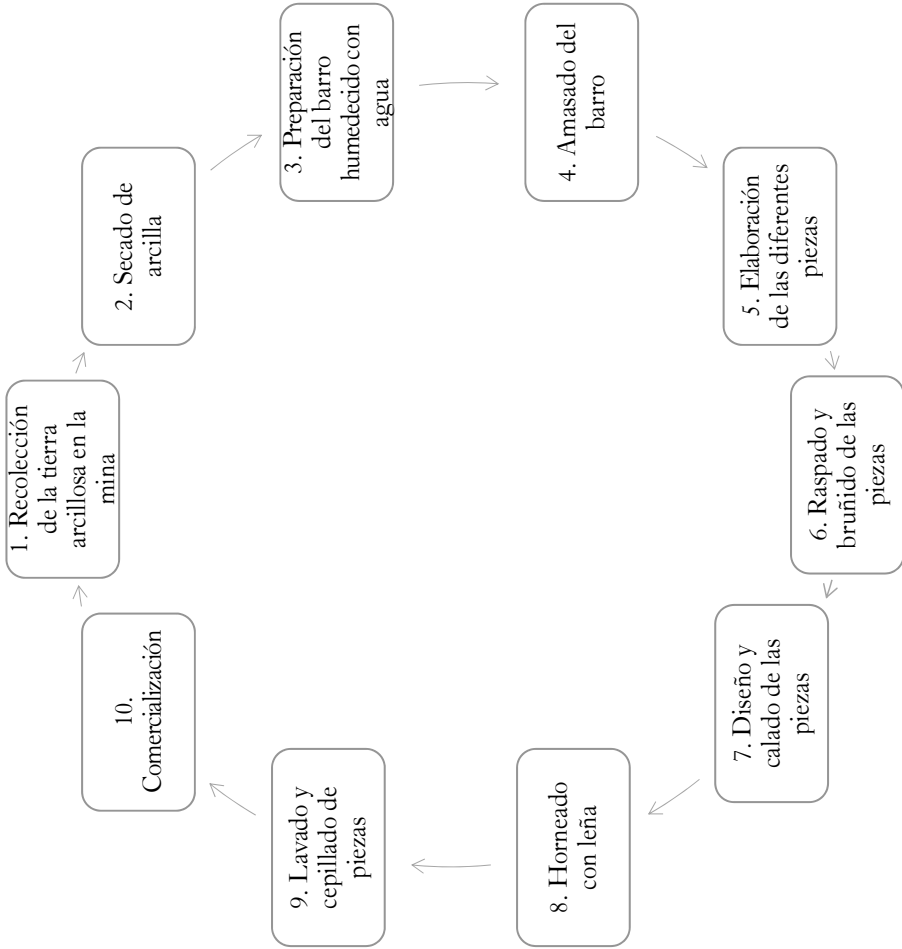 1. Recolección
de la tierra
arcillosa en la
mina
2. Secado de
arcilla
3. Preparación
del barro
humedecido con
agua
4. Amasado del
barro
5. Elaboración
de las diferentes
piezas
6. Raspado y
bruñido de las
piezas
7. Diseño y
calado de las
piezas
8. Horneado
con leña
9. Lavado y
cepillado de
piezas
10.
Comercialización